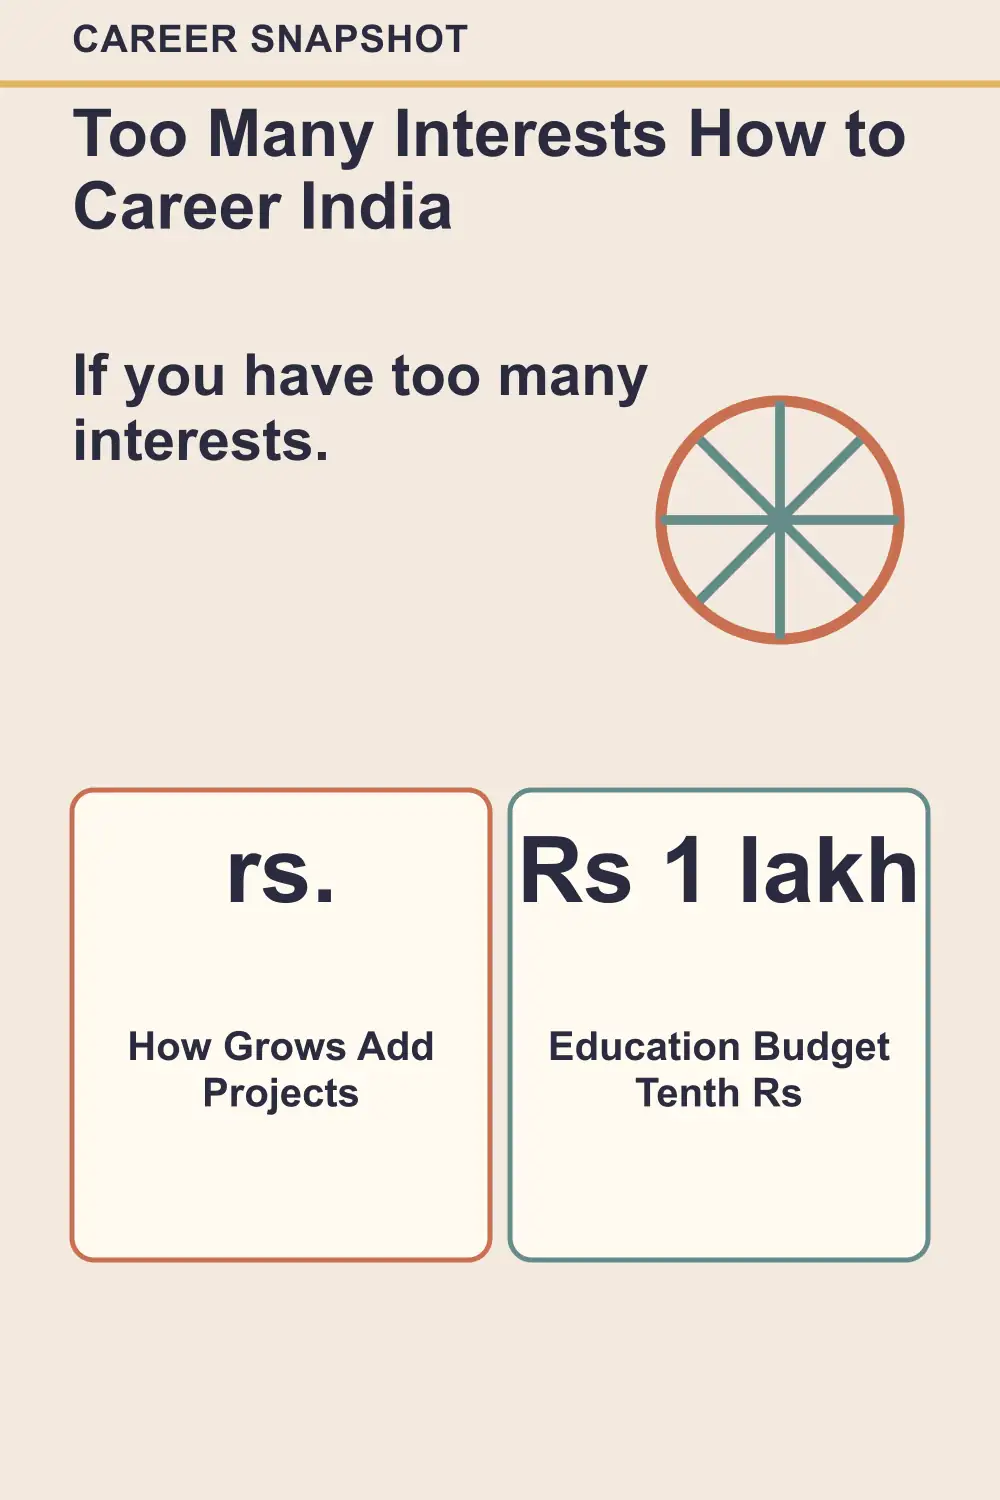 CAREER SNAPSHOT
Too Many Interests How to
Career India
If you have too many
interests.
rs.
How Grows Add
Projects
Rs 1 lakh
Education Budget
Tenth Rs